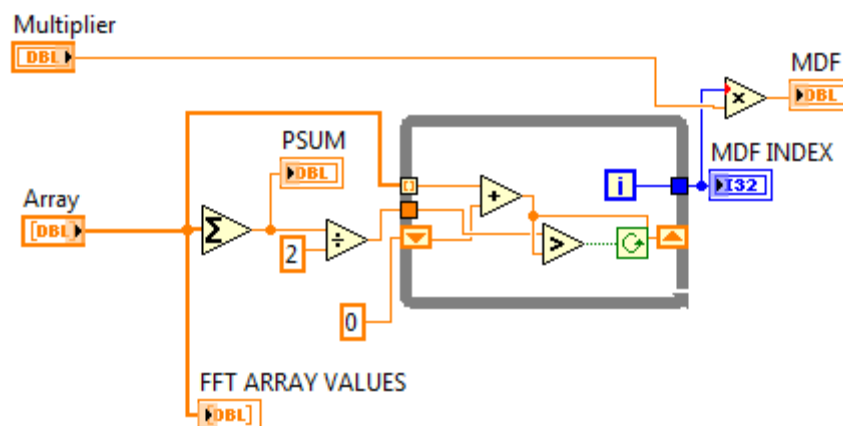 Multiplier
DBL
MDF
DBL
×
PSUM
DBL
MDF INDEX
I32
i
Array
[DBL]
Σ
÷
2
+
>
0
FFT ARRAY VALUES
[DBL]